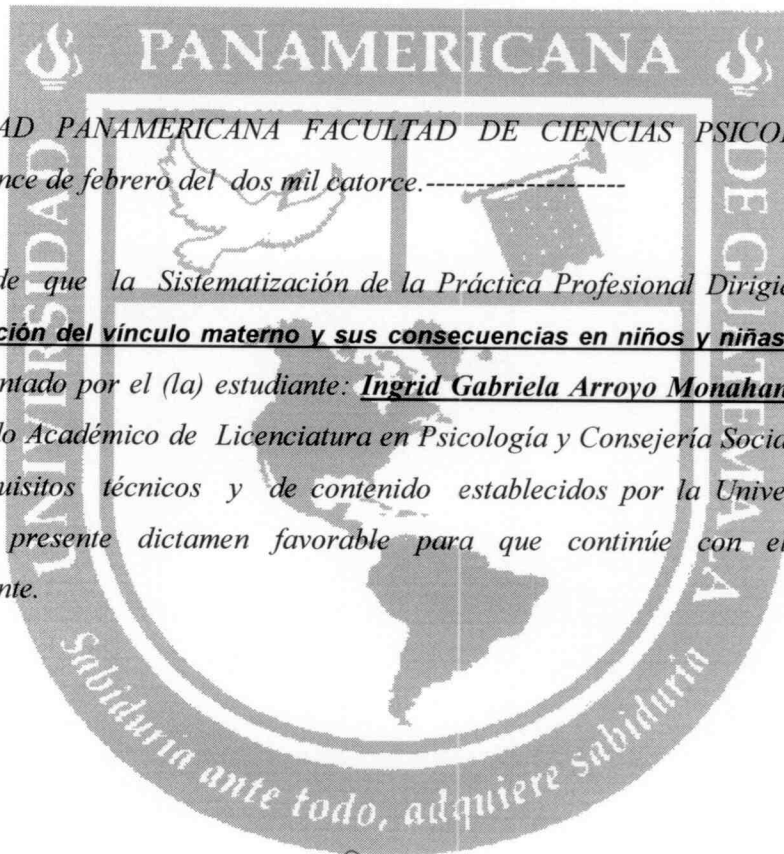 PANAMERICANA
UNIVERSIDAD
DE GUATEMALA
AD PANAMERICANA FACULTAD DE CIENCIAS PSICOL
nce de febrero del dos mil catorce.--------------------
de que la Sistematización de la Práctica Profesional Dirigi
ción del vínculo materno y sus consecuencias en niños y niñas
ntado por el (la) estudiante: Ingrid Gabriela Arroyo Monahan
do Académico de Licenciatura en Psicología y Consejería Socia
uisitos técnicos y de contenido establecidos por la Unive
presente dictamen favorable para que continúe con el
nte.
Sabiduría ante todo, adquiere sabiduría